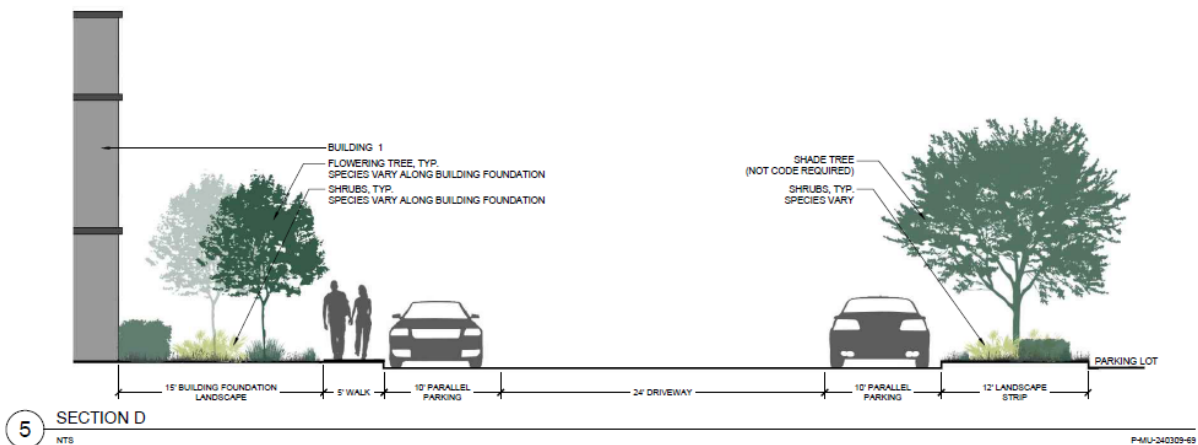 BUILDING 1
FLOWERING TREE, TYP.
SPECIES VARY ALONG BUILDING FOUNDATION
SHRUBS, TYP.
SPECIES VARY ALONG BUILDING FOUNDATION
SHADE TREE
(NOT CODE REQUIRED)
SHRUBS, TYP.
SPECIES VARY
PARKING LOT
15' BUILDING FOUNDATION
LANDSCAPE
5' WALK
10' PARALLEL
PARKING
24' DRIVEWAY
10' PARALLEL
PARKING
12' LANDSCAPE
STRIP
5
SECTION D
NTS
P-MU-240309-69